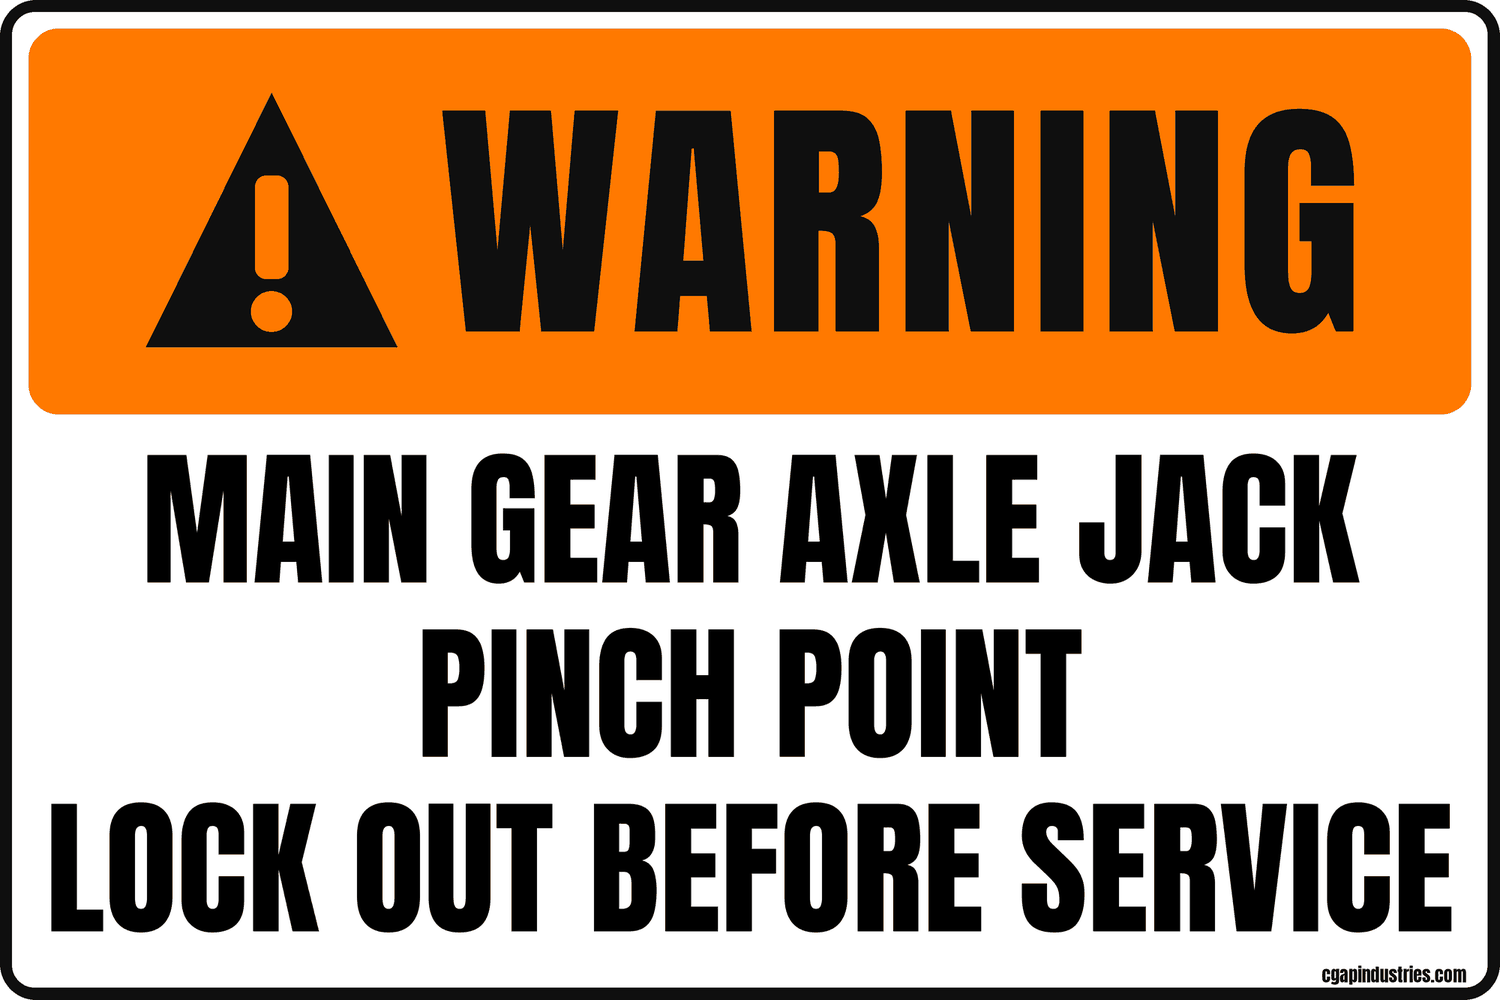 WARNING
MAIN GEAR AXLE JACK
PINCH POINT
LOCK OUT BEFORE SERVICE
cgapindustries.com